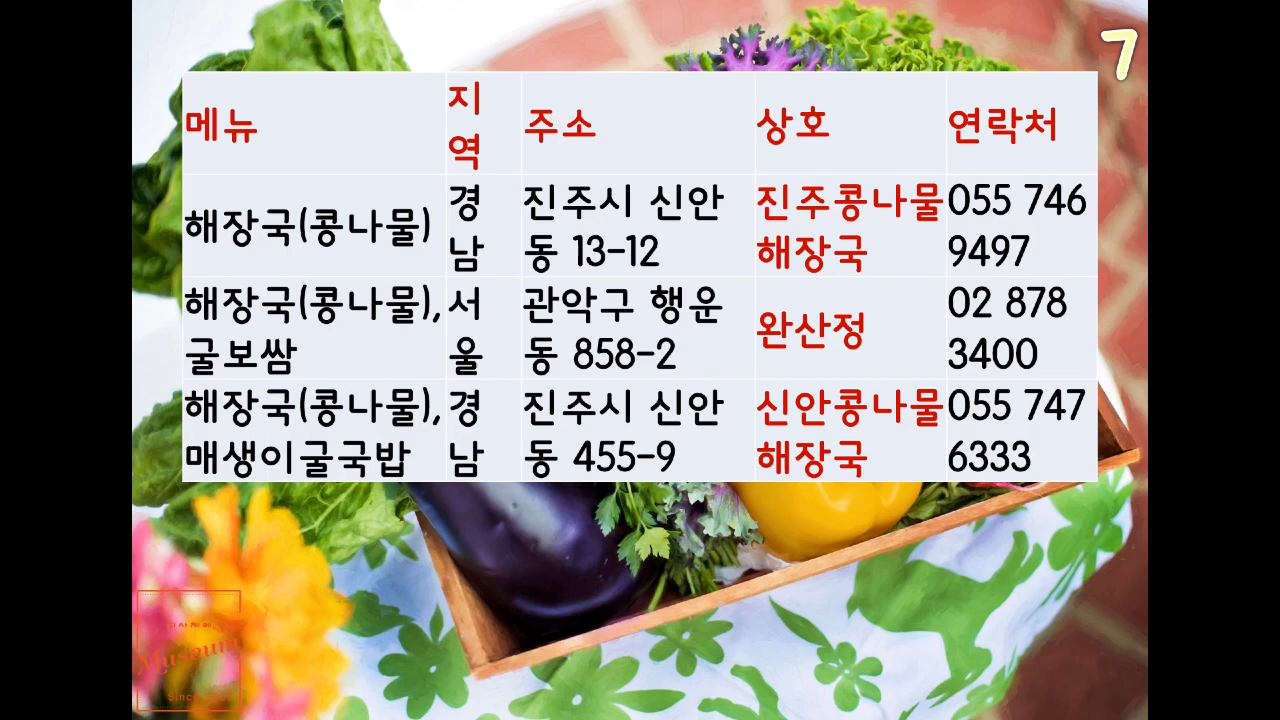 7
메뉴 지역 주소 상호 연락처
해장국(콩나물) 경남 진주시 신안동 13-12 진주콩나물해장국 055 746 9497
해장국(콩나물), 굴보쌈 서울 관악구 행운동 858-2 완산정 02 878 3400
해장국(콩나물), 매생이굴국밥 경남 진주시 신안동 455-9 신안콩나물해장국 055 747 6333
Museum
Since